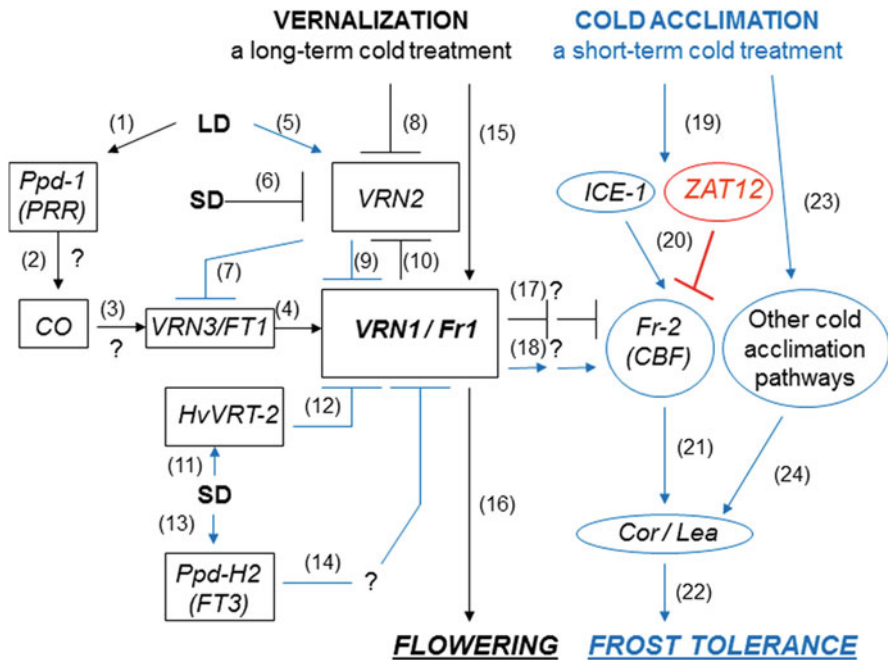 VERNALIZATION
a long-term cold treatment
COLD ACCLIMATION
a short-term cold treatment
(1)
LD
(5)
(8)
(15)
(19)
Ppd-1
(PRR)
SD
(6)
VRN2
ICE-1
ZAT12
(23)
(2)
?
(7)
(9)
(10)
(20)
CO
(3)
?
VRN3/FT1
(4)
VRN1 / Fr1
(17)
?
(18)
?
Fr-2
(CBF)
Other cold
acclimation
pathways
HvVRT-2
(12)
(11)
SD
(13)
(21)
(24)
(16)
Cor / Lea
Ppd-H2
(FT3)
(14)
?
(22)
FLOWERING
FROST TOLERANCE